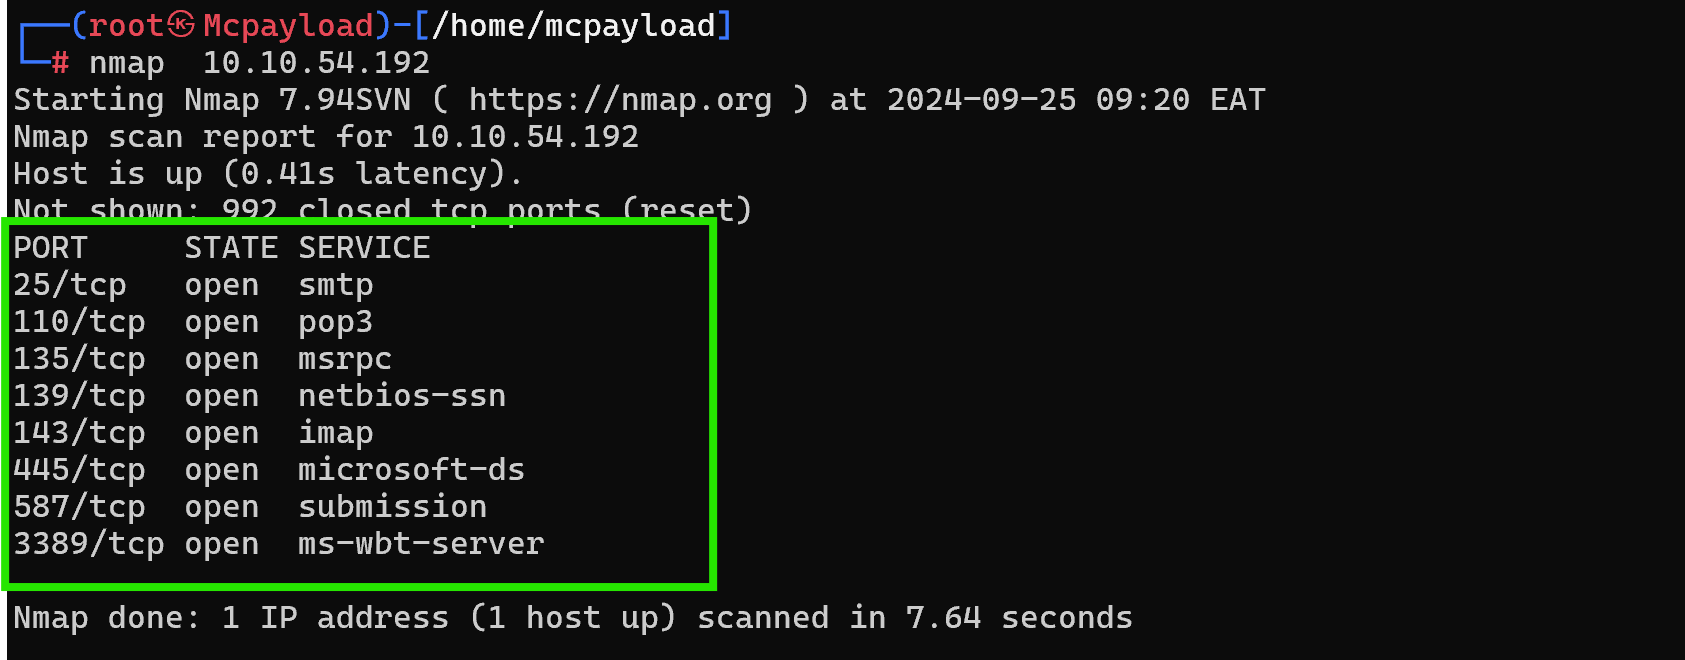 ┌──(root㉿Mcpayload)-[/home/mcpayload]
└─# nmap  10.10.54.192
Starting Nmap 7.94SVN ( https://nmap.org ) at 2024-09-25 09:20 EAT
Nmap scan report for 10.10.54.192
Host is up (0.41s latency).
Not shown: 992 closed tcp ports (reset)
PORT     STATE SERVICE
25/tcp   open  smtp
110/tcp  open  pop3
135/tcp  open  msrpc
139/tcp  open  netbios-ssn
143/tcp  open  imap
445/tcp  open  microsoft-ds
587/tcp  open  submission
3389/tcp open  ms-wbt-server
Nmap done: 1 IP address (1 host up) scanned in 7.64 seconds